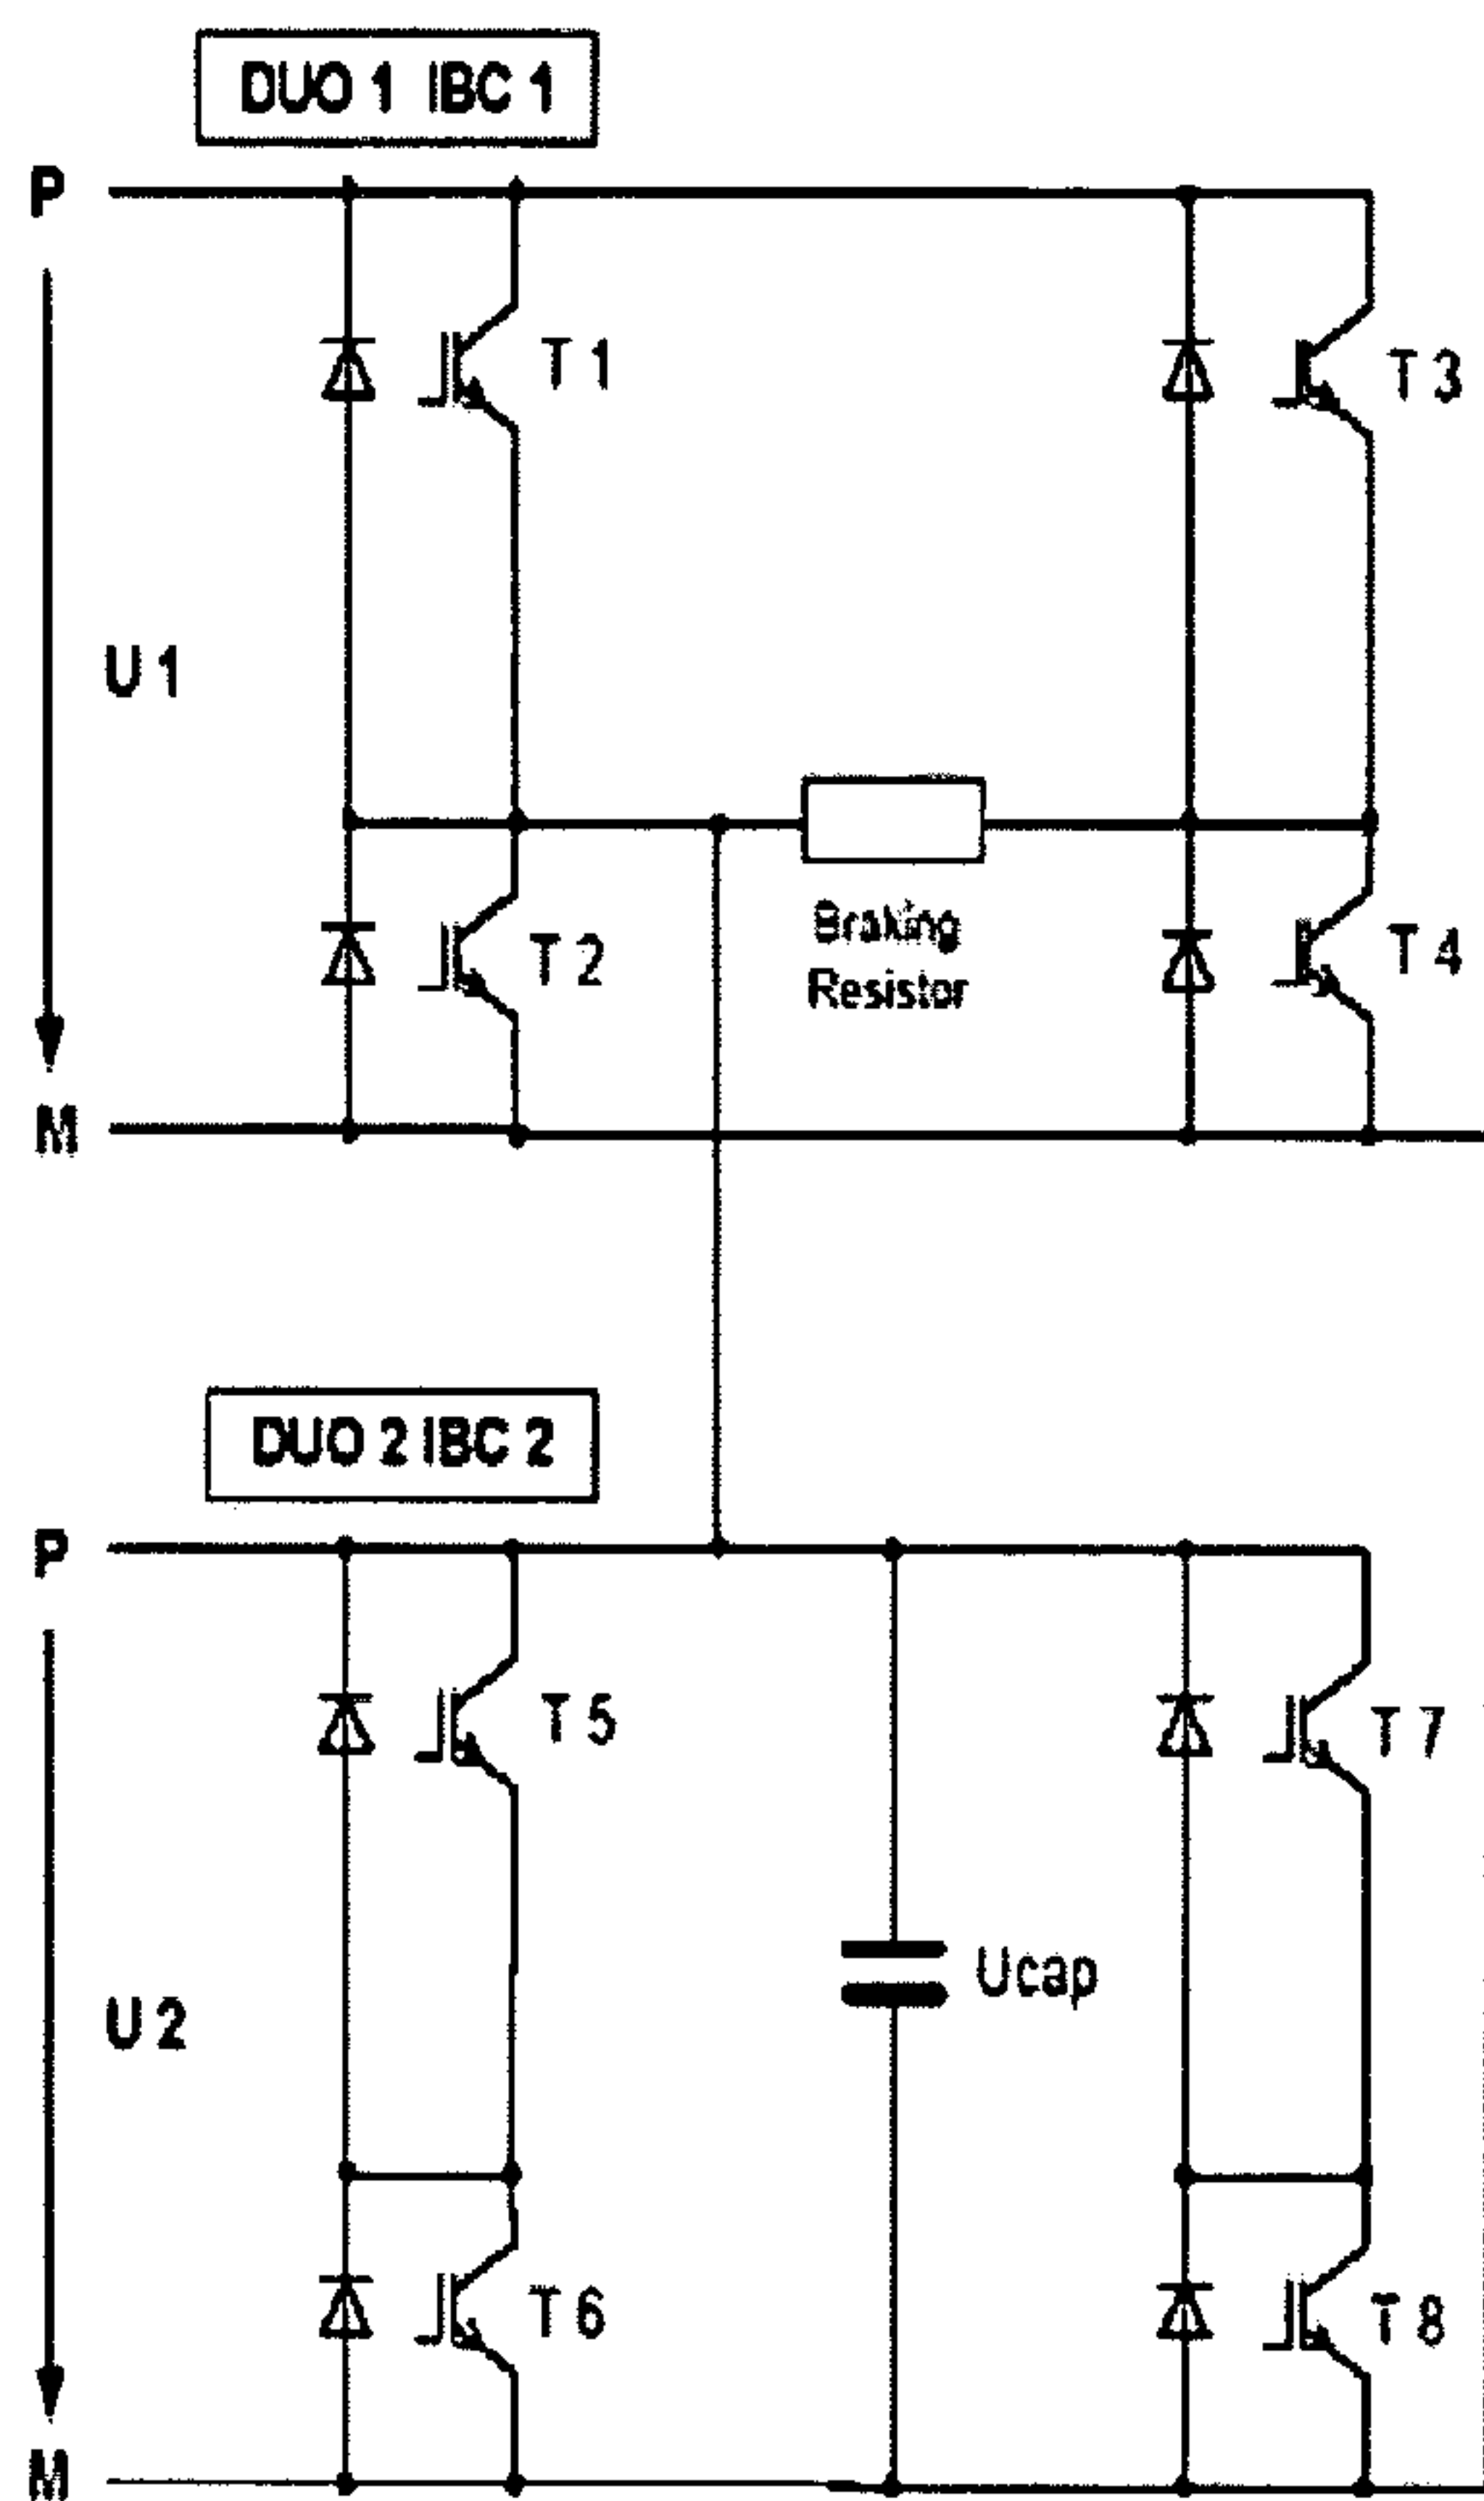 DUO 1 IBC 1
P
T 1
T 3
U 1
Braking
Resistor
T 2
T 4
N
DUO 2 IBC 2
P
T 5
T 7
U 2
Ucap
T 6
T 8
N